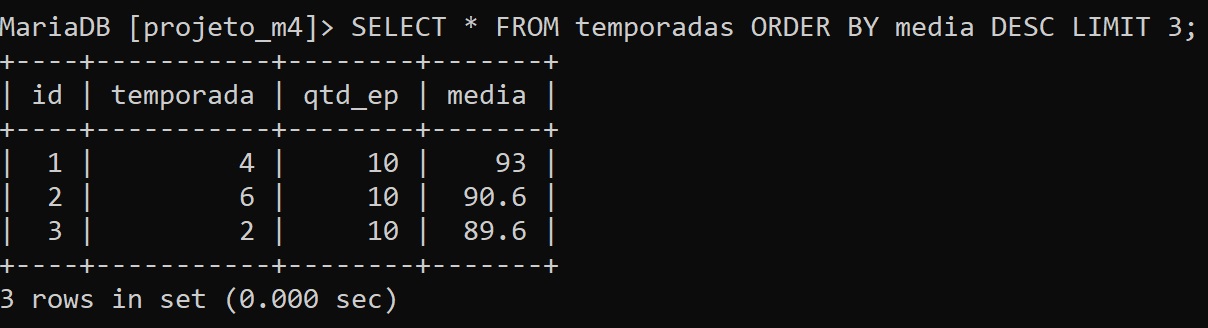 MariaDB [projeto_m4]> SELECT * FROM temporadas ORDER BY media DESC LIMIT 3;
+----+-----------+--------+-------+
| id | temporada | qtd_ep | media |
+----+-----------+--------+-------+
|  1 |         4 |     10 |    93 |
|  2 |         6 |     10 |  90.6 |
|  3 |         2 |     10 |  89.6 |
+----+-----------+--------+-------+
3 rows in set (0.000 sec)